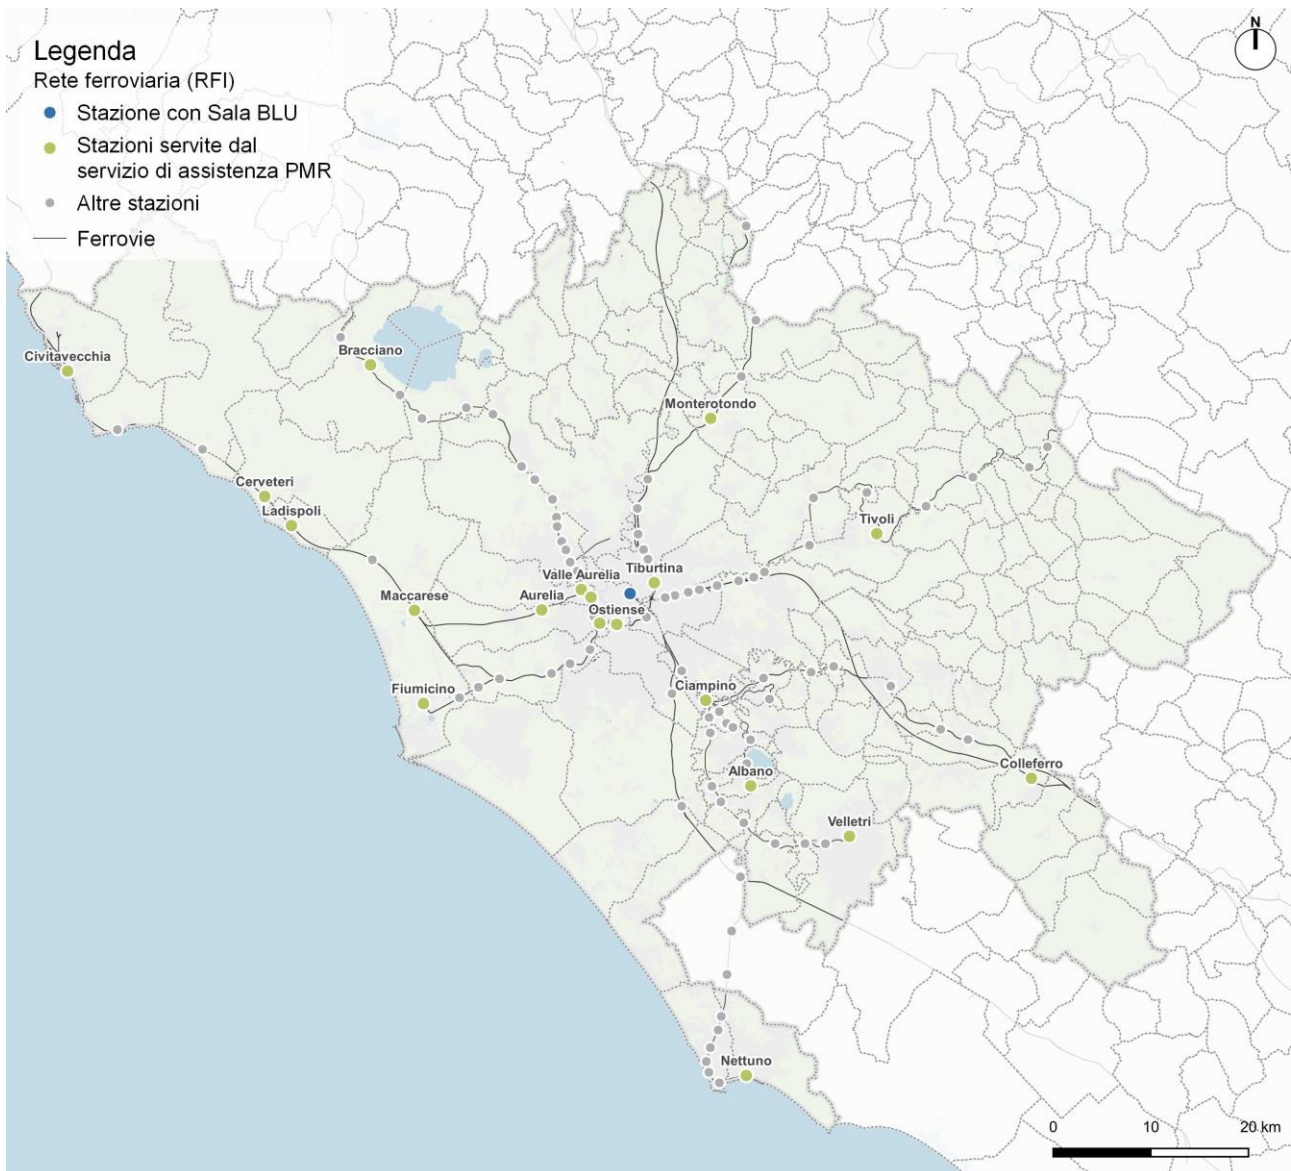 N
Legenda
Rete ferroviaria (RFI)
Stazione con Sala BLU
Stazioni servite dal
servizio di assistenza PMR
Altre stazioni
Ferrovie
Civitavecchia
Bracciano
Monterotondo
Cerveteri
Ladispoli
Tivoli
Tiburtina
Valle Aurelia
Maccarese
Aurelia
Ostiense
Fiumicino
Ciampino
Albano
Colleferro
Velletri
Nettuno
0 10 20 km